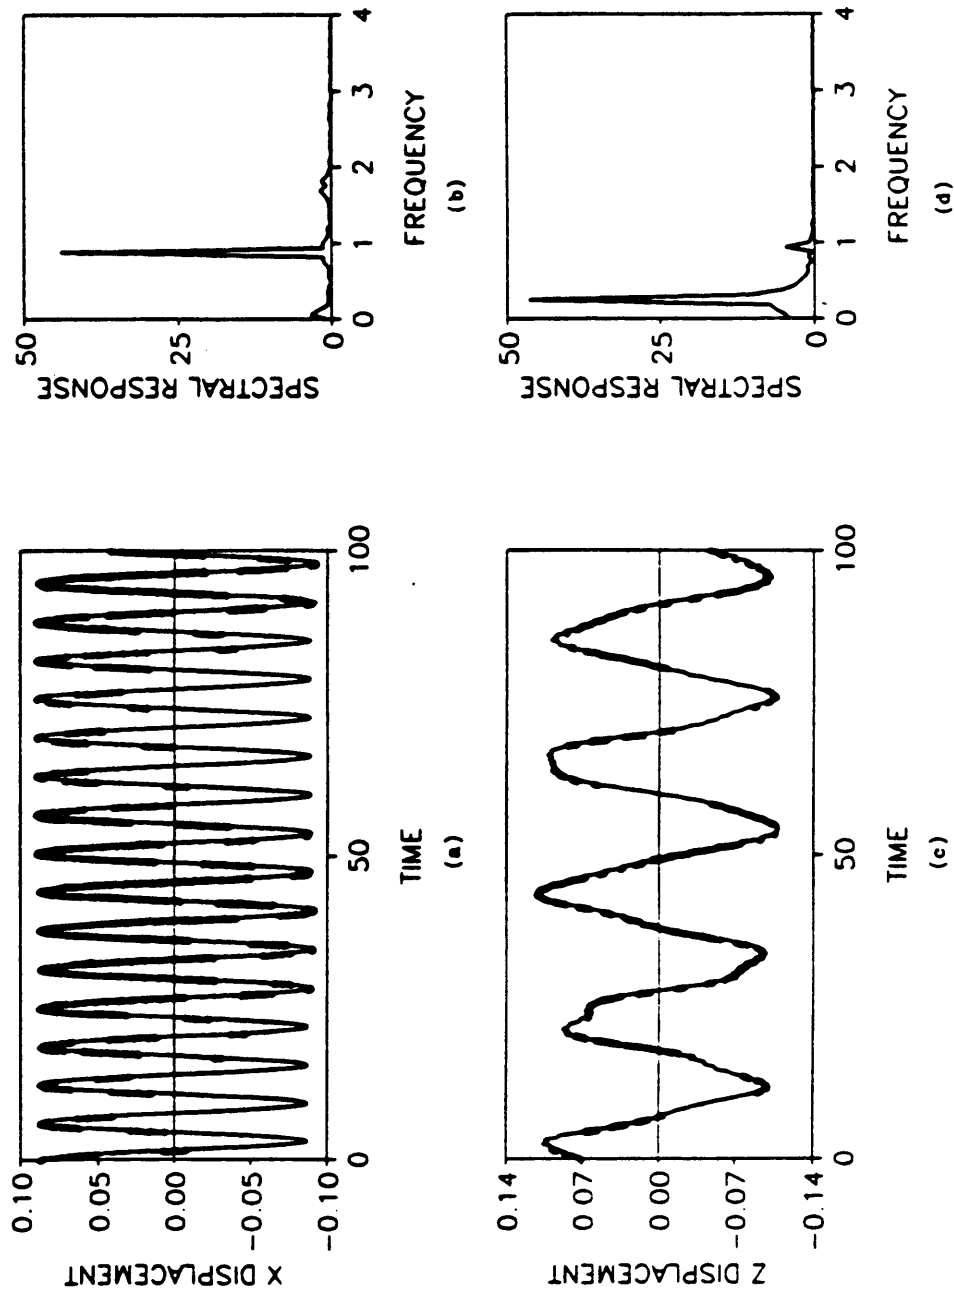 X DISPLACEMENT
0.10
0.05
0.00
-0.05
-0.10
0
50
100
TIME
(a)
SPECTRAL RESPONSE
50
25
0
0
1
2
3
4
FREQUENCY
(b)
Z DISPLACEMENT
0.14
0.07
0.00
-0.07
-0.14
0
50
100
TIME
(c)
SPECTRAL RESPONSE
50
25
0
0
1
2
3
4
FREQUENCY
(d)